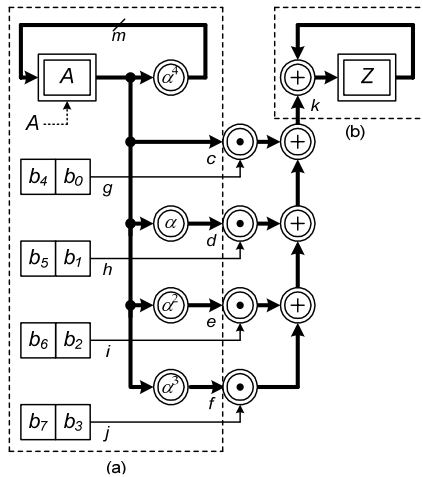 m
A α⁴ + Z
A k
(b)
c • +
b₄ b₀
g
α d • +
b₅ b₁
h
α² e • +
b₆ b₂
i
α³ f •
b₇ b₃
j
(a)